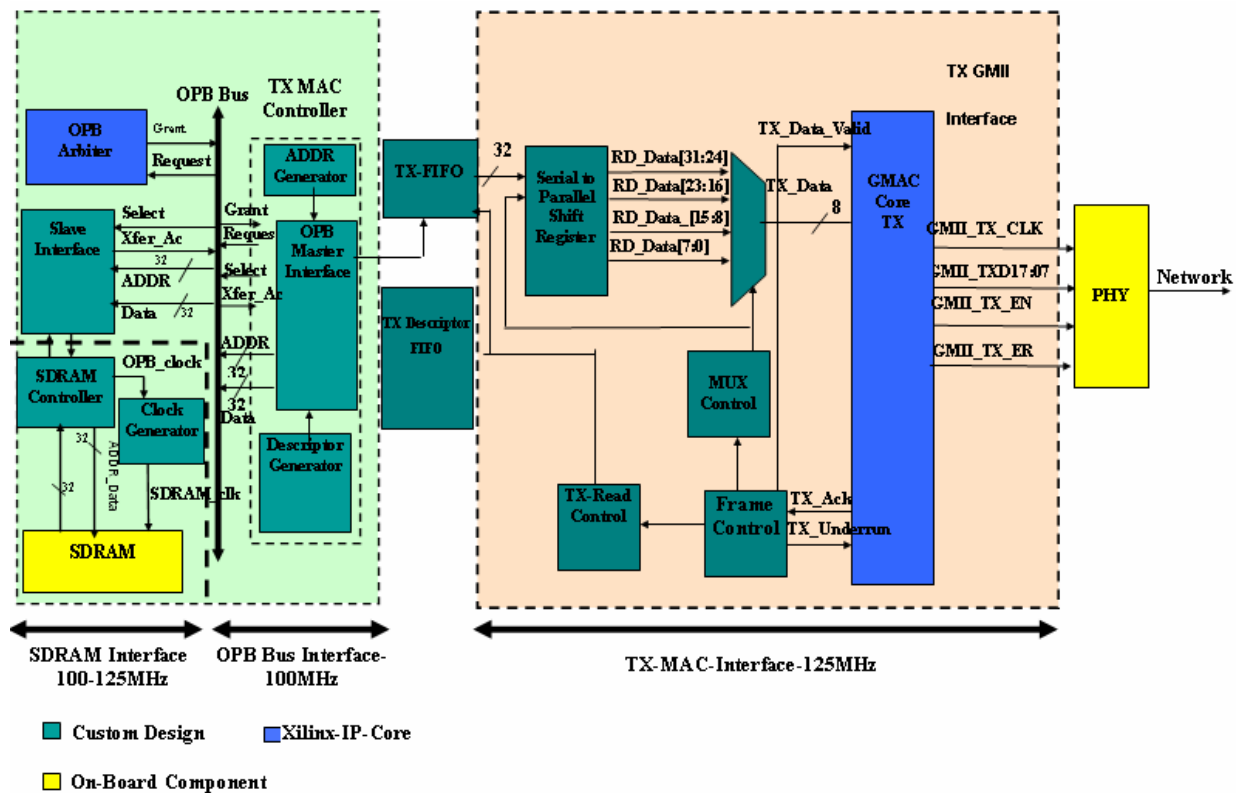 TX GMII
Interface
TX MAC
Controller
OPB Bus
OPB
Arbiter
Grant
Request
ADDR
Generator
TX-FIFO
32
Serial to
Parallel
Shift
Register
RD_Data[31:24]
RD_Data[23:16]
RD_Data_[15:8]
RD_Data[7:0]
TX_Data_Valid
TX_Data
8
GMAC
Core
TX
Slave
Interface
Select
Xfer_Ac
32
ADDR
Data
32
Grant
Reques
Select
Xfer_Ac
OPB
Master
Interface
ADDR
32
32
Data
TX Descriptor
FIFO
GMII_TX_CLK
GMII_TXD17:07
GMII_TX_EN
GMII_TX_ER
PHY
Network
SDRAM
Controller
OPB_clock
Clock
Generator
32
ADDR_Data
32
SDRAM_clk
SDRAM
Descriptor
Generator
MUX
Control
TX-Read
Control
Frame
Control
TX_Ack
TX_Underrun
SDRAM Interface
100-125MHz
OPB Bus Interface-
100MHz
TX-MAC-Interface-125MHz
Custom Design
Xilinx-IP-Core
On-Board Component